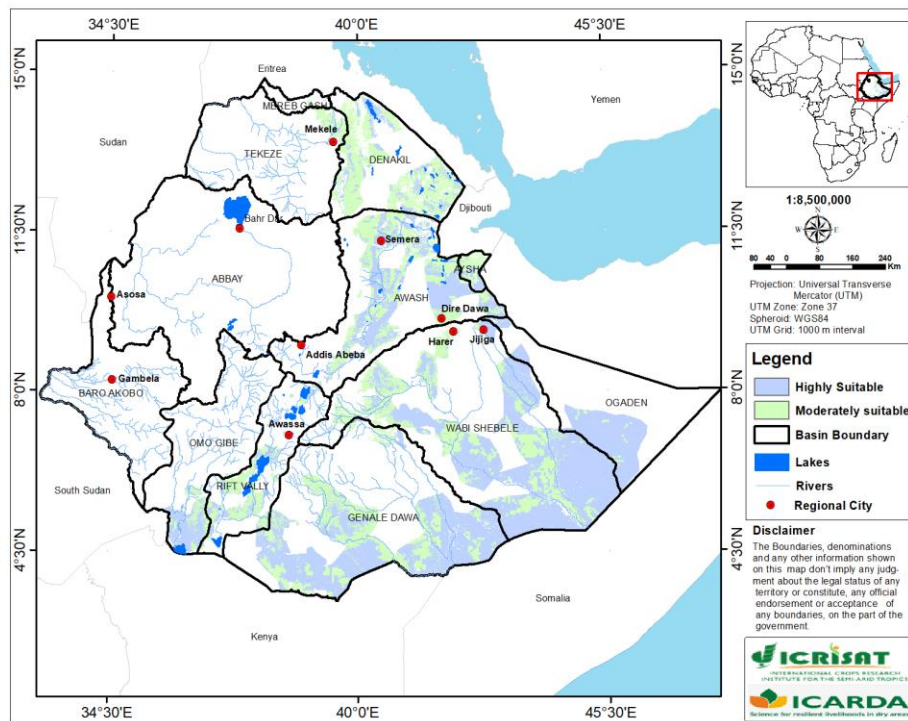 34°30'E
40°0'E
45°30'E
15°0'N
15°0'N
Eritrea
Yemen
MEREB GASH
Mekele
Sudan
TEKEZE
DENAKIL
11°30'N
Bahr Dar
Semera
Djibouti
11°30'N
ABBAY
AYSHA
Asosa
AWASH
Dire Dawa
Harer
Jijiga
Addis Abeba
8°0'N
Gambela
BARO AKOBO
8°0'N
OGADEN
Awassa
WABI SHEBELE
OMO GIBE
South Sudan
RIFT VALLY
GENALE DAWA
4°30'N
4°30'N
Somalia
Kenya
34°30'E
40°0'E
45°30'E
1:8,500,000
N
W E
S
80 40 0 80 160 240
Km
Projection: Universal Transverse
Mercator (UTM)
UTM Zone: Zone 37
Spheroid: WGS84
UTM Grid: 1000 m interval
Legend
Highly Suitable
Moderately suitable
Basin Boundary
Lakes
Rivers
Regional City
Disclaimer
The Boundaries, denominations
and any other information shown
on this map don't imply any judg-
ment about the legal status of any
territory or constitute, any official
endorsement or acceptance of
any boundaries, on the part of the
government.
ICRISAT
INTERNATIONAL CROPS RESEARCH
INSTITUTE FOR THE SEMI-ARID TROPICS
ICARDA
Science for resilient livelihoods in dry areas